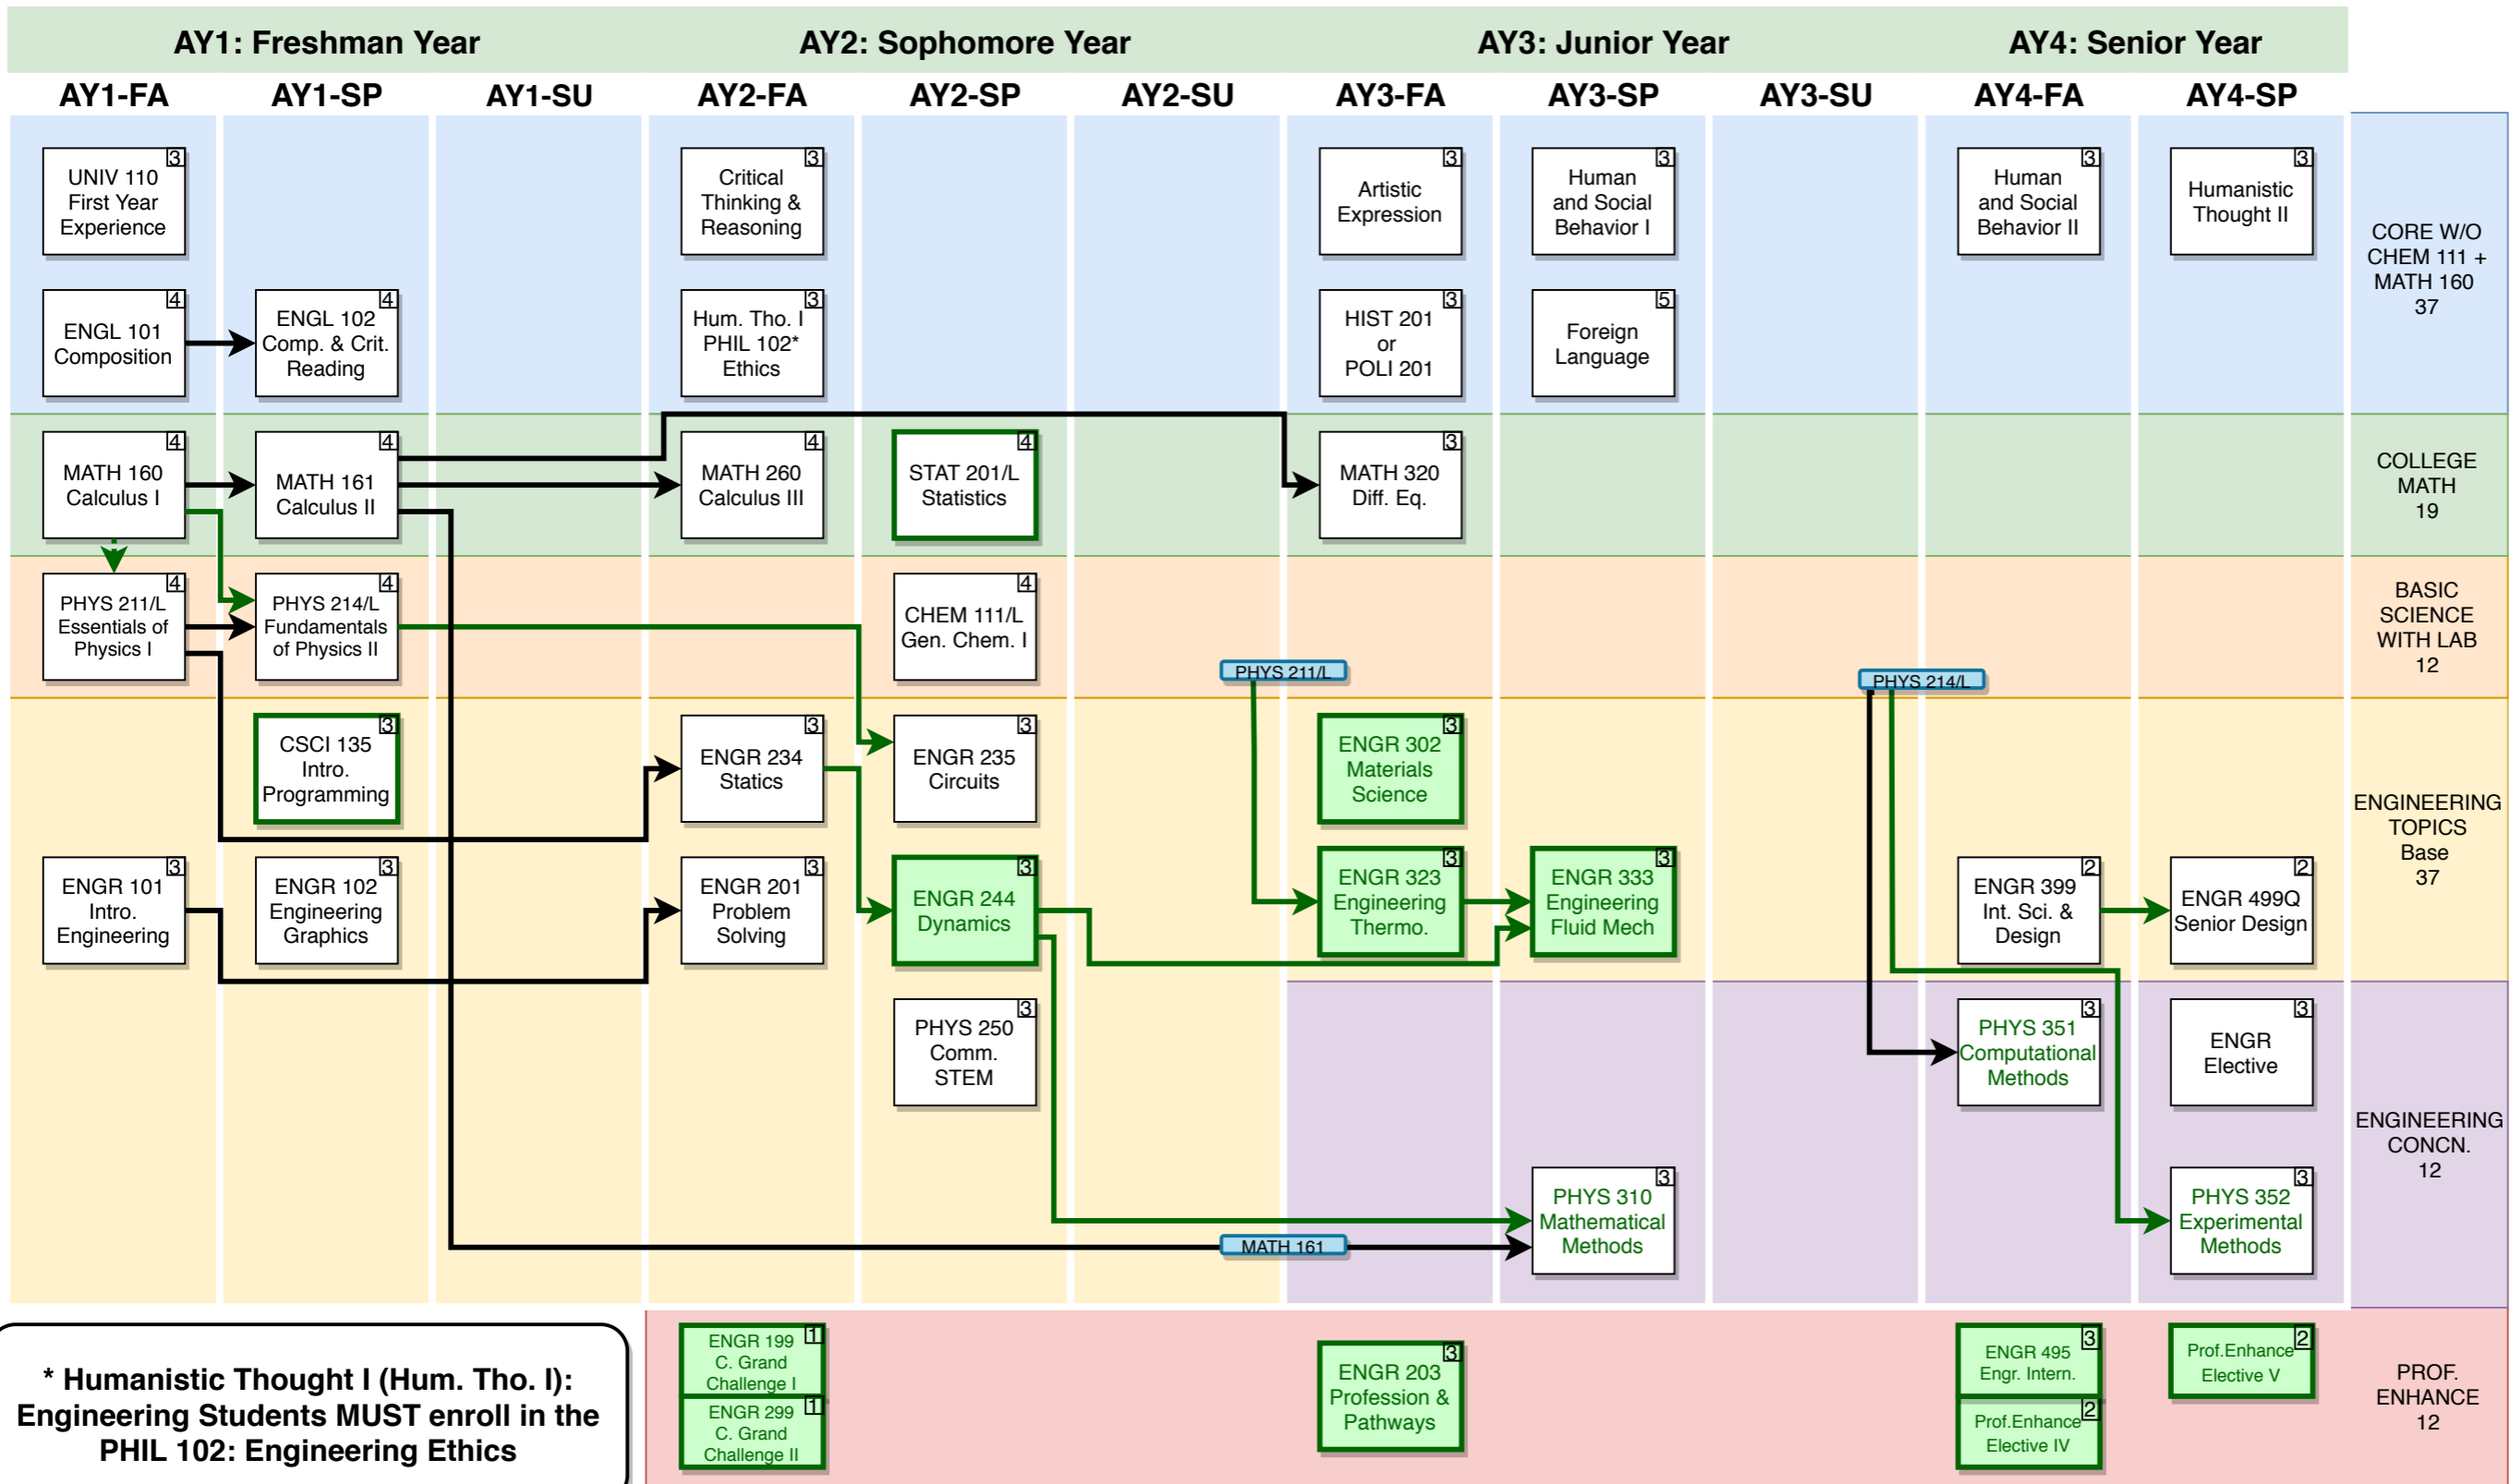 AY1: Freshman Year
AY2: Sophomore Year
AY3: Junior Year
AY4: Senior Year
AY1-FA
AY1-SP
AY1-SU
AY2-FA
AY2-SP
AY2-SU
AY3-FA
AY3-SP
AY3-SU
AY4-FA
AY4-SP
3
UNIV 110
First Year
Experience
3
Critical
Thinking &
Reasoning
3
Artistic
Expression
3
Human
and Social
Behavior I
3
Human
and Social
Behavior II
3
Humanistic
Thought II
CORE W/O
CHEM 111 +
MATH 160
37
4
ENGL 101
Composition
4
ENGL 102
Comp. & Crit.
Reading
3
Hum. Tho. I
PHIL 102*
Ethics
3
HIST 201
or
POLI 201
5
Foreign
Language
4
MATH 160
Calculus I
4
MATH 161
Calculus II
4
MATH 260
Calculus III
4
STAT 201/L
Statistics
3
MATH 320
Diff. Eq.
COLLEGE
MATH
19
4
PHYS 211/L
Essentials of
Physics I
4
PHYS 214/L
Fundamentals
of Physics II
4
CHEM 111/L
Gen. Chem. I
PHYS 211/L
PHYS 214/L
BASIC
SCIENCE
WITH LAB
12
3
CSCI 135
Intro.
Programming
3
ENGR 234
Statics
3
ENGR 235
Circuits
3
ENGR 302
Materials
Science
ENGINEERING
TOPICS
Base
37
3
ENGR 101
Intro.
Engineering
3
ENGR 102
Engineering
Graphics
3
ENGR 201
Problem
Solving
3
ENGR 244
Dynamics
3
ENGR 323
Engineering
Thermo.
3
ENGR 333
Engineering
Fluid Mech
2
ENGR 399
Int. Sci. &
Design
2
ENGR 499Q
Senior Design
3
PHYS 250
Comm.
STEM
3
PHYS 351
Computational
Methods
3
ENGR
Elective
ENGINEERING
CONCN.
12
MATH 161
3
PHYS 310
Mathematical
Methods
3
PHYS 352
Experimental
Methods
* Humanistic Thought I (Hum. Tho. I):
Engineering Students MUST enroll in the
PHIL 102: Engineering Ethics
1
ENGR 199
C. Grand
Challenge I
1
ENGR 299
C. Grand
Challenge II
3
ENGR 203
Profession &
Pathways
3
ENGR 495
Engr. Intern.
2
Prof.Enhance
Elective IV
2
Prof.Enhance
Elective V
PROF.
ENHANCE
12